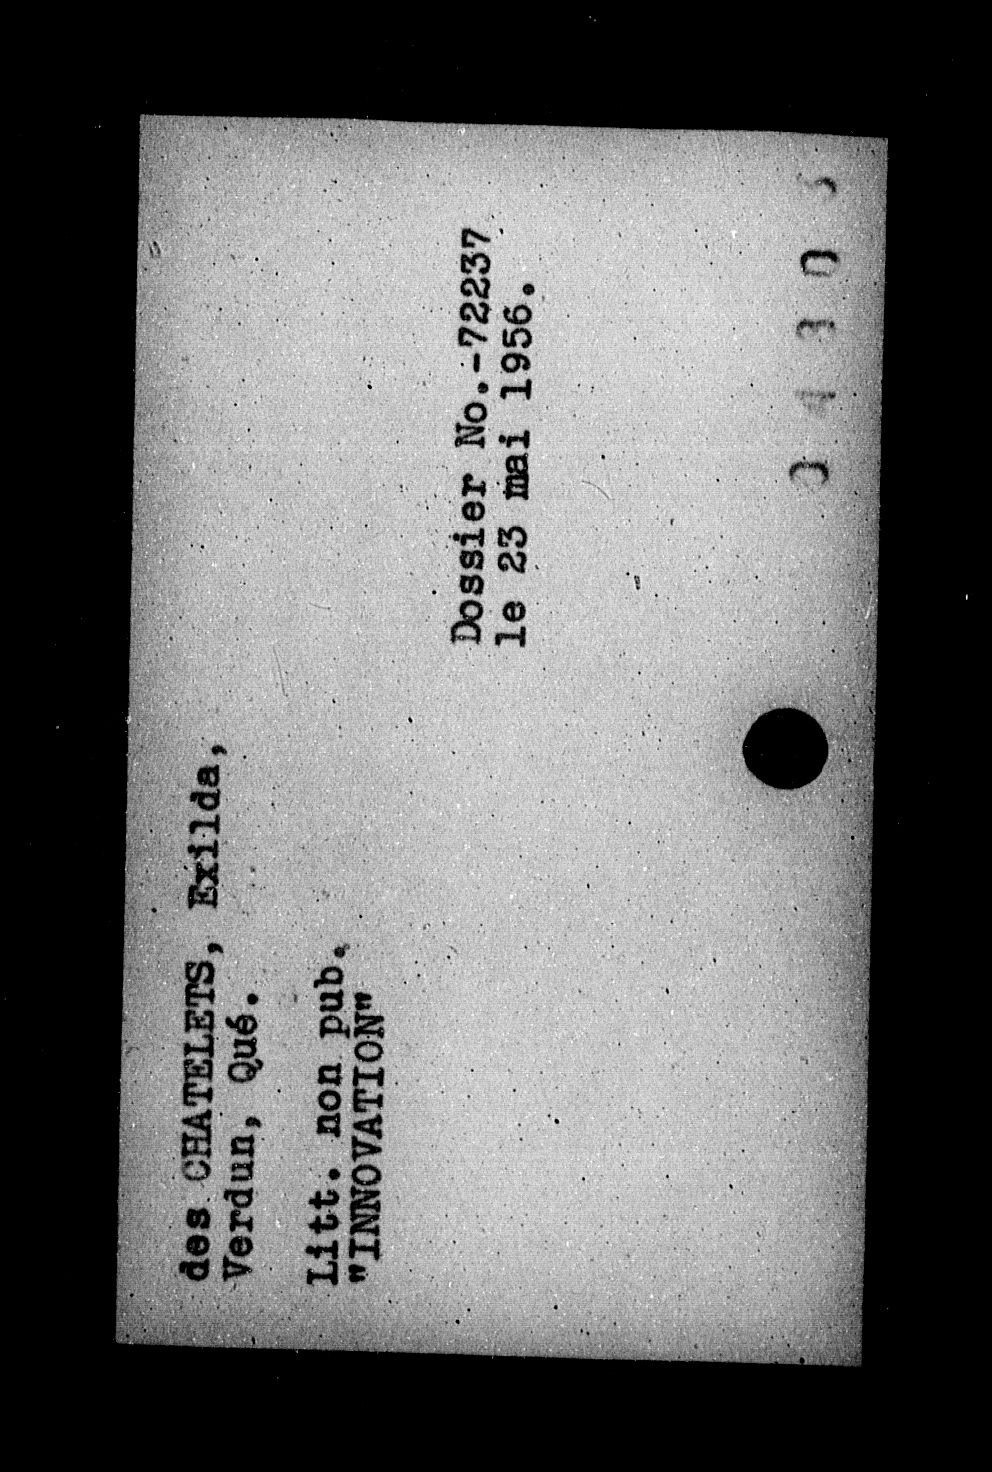 des CHATELETS, Exilda,
Verdun, Qué.
Litt. non pub.
"INNOVATION"
Dossier No.-72237
le 23 mai 1956.